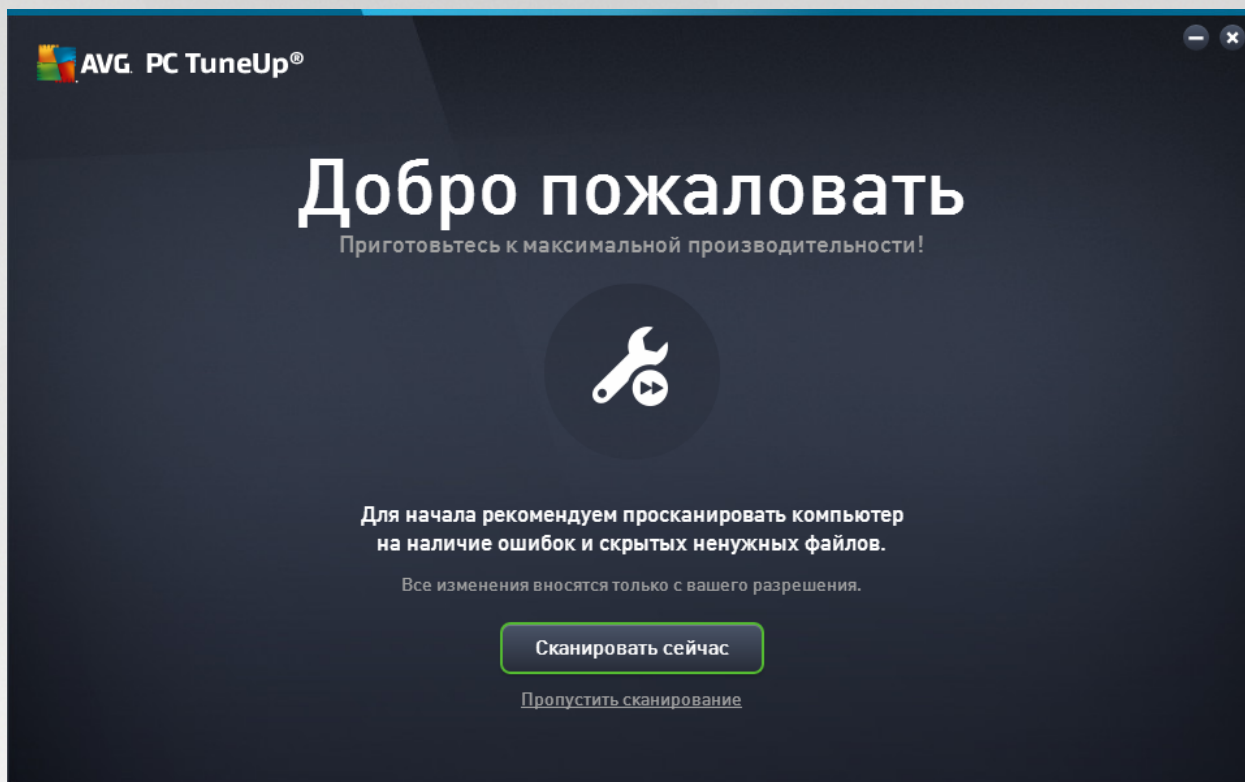 AVG. PC TuneUp®
Добро пожаловать
Приготовьтесь к максимальной производительности!
Для начала рекомендуем просканировать компьютер
на наличие ошибок и скрытых ненужных файлов.
Все изменения вносятся только с вашего разрешения.
Сканировать сейчас
Пропустить сканирование